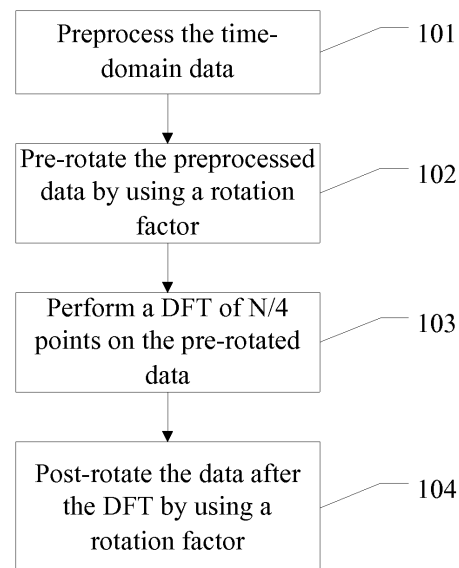 Preprocess the time-
domain data
101
Pre-rotate the preprocessed
data by using a rotation
factor
102
Perform a DFT of N/4
points on the pre-rotated
data
103
Post-rotate the data after
the DFT by using a
rotation factor
104